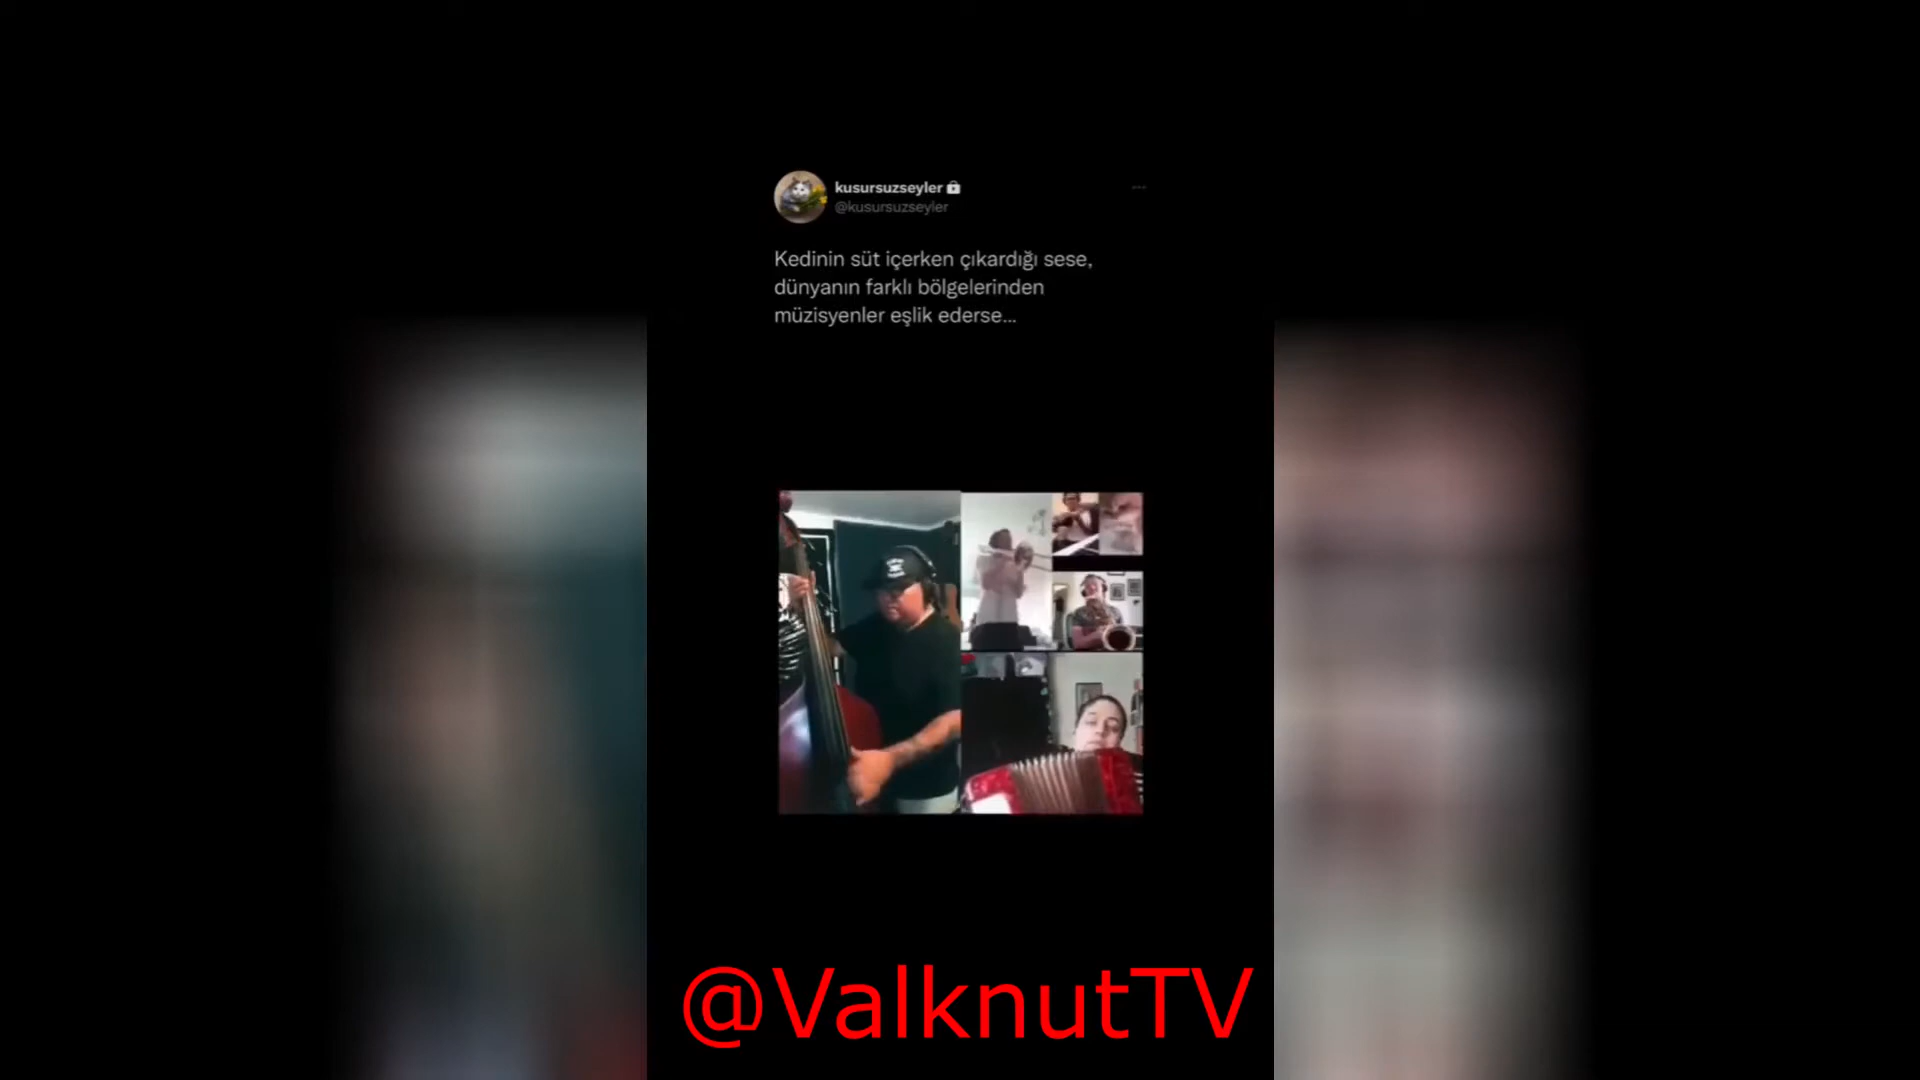 kusursuzseyler
@kusursuzseyler
Kedinin süt içerken çıkardığı sese,
dünyanın farklı bölgelerinden
müzisyenler eşlik ederse...
@ValknutTV